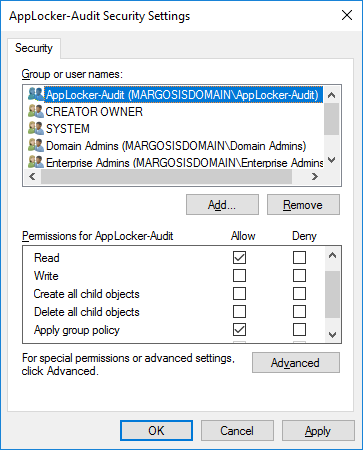 AppLocker-Audit Security Settings
Security
Group or user names:
AppLocker-Audit (MARGOSISDOMAIN\AppLocker-Audit)
CREATOR OWNER
SYSTEM
Domain Admins (MARGOSISDOMAIN\Domain Admins)
Enterprise Admins (MARGOSISDOMAIN\Enterprise Admins
Add... Remove
Permissions for AppLocker-Audit Allow Deny
Read
Write
Create all child objects
Delete all child objects
Apply group policy
For special permissions or advanced settings,
click Advanced.
Advanced
OK Cancel Apply